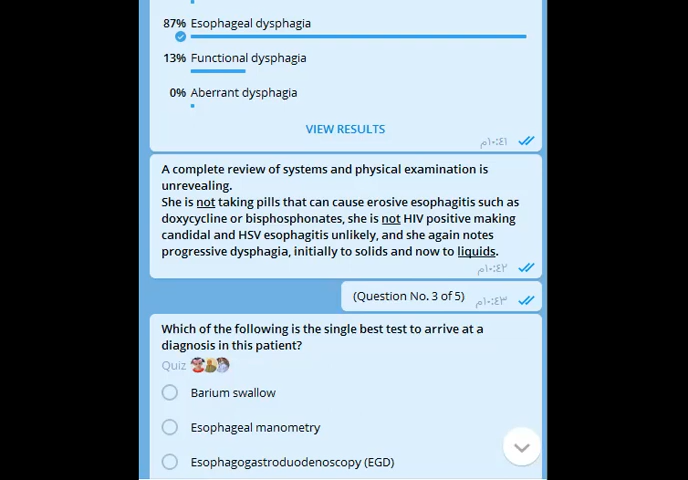 87% Esophageal dysphagia
13% Functional dysphagia
0% Aberrant dysphagia
VIEW RESULTS
١٠:٤١م
A complete review of systems and physical examination is
unrevealing.
She is not taking pills that can cause erosive esophagitis such as
doxycycline or bisphosphonates, she is not HIV positive making
candidal and HSV esophagitis unlikely, and she again notes
progressive dysphagia, initially to solids and now to liquids.
١٠:٤٢م
(Question No. 3 of 5)
١٠:٤٣م
Which of the following is the single best test to arrive at a
diagnosis in this patient?
Quiz
Barium swallow
Esophageal manometry
Esophagogastroduodenoscopy (EGD)